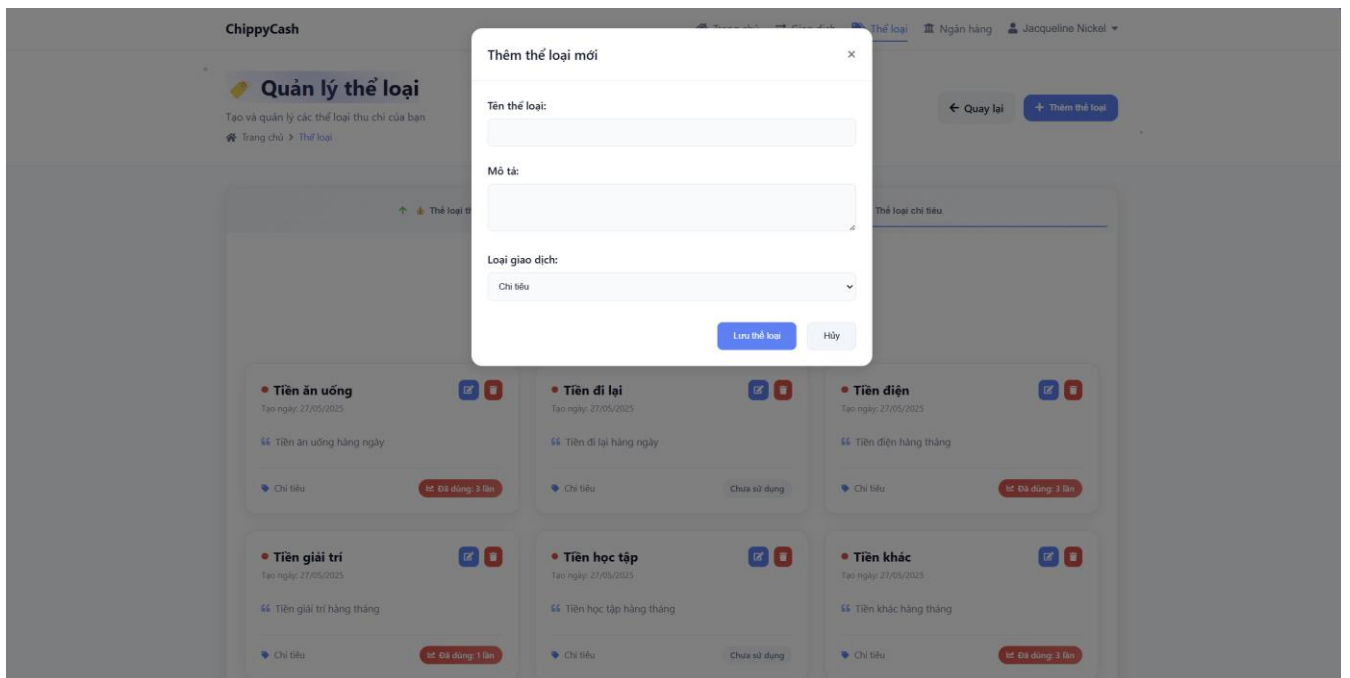 ChippyCash
Trang chủ Giao dịch Thể loại Ngân hàng Jacqueline Nickel
Thêm thể loại mới ×
Quản lý thể loại
Tạo và quản lý các thể loại thu chi của bạn
Trang chủ > Thể loại
← Quay lại + Thêm thể loại
Tên thể loại:
Mô tả:
Thể loại
Thể loại chi tiêu
Loại giao dịch:
Chi tiêu
Lưu thể loại Hủy
Tiền ăn uống
Tạo ngày: 27/05/2025
Tiền ăn uống hàng ngày
Chi tiêu Đã dùng: 3 lần
Tiền đi lại
Tạo ngày: 27/05/2025
Tiền đi lại hàng ngày
Chi tiêu Chưa sử dụng
Tiền điện
Tạo ngày: 27/05/2025
Tiền điện hàng tháng
Chi tiêu Đã dùng: 3 lần
Tiền giải trí
Tạo ngày: 27/05/2025
Tiền giải trí hàng tháng
Chi tiêu Đã dùng: 1 lần
Tiền học tập
Tạo ngày: 27/05/2025
Tiền học tập hàng tháng
Chi tiêu Chưa sử dụng
Tiền khác
Tạo ngày: 27/05/2025
Tiền khác hàng tháng
Chi tiêu Đã dùng: 3 lần